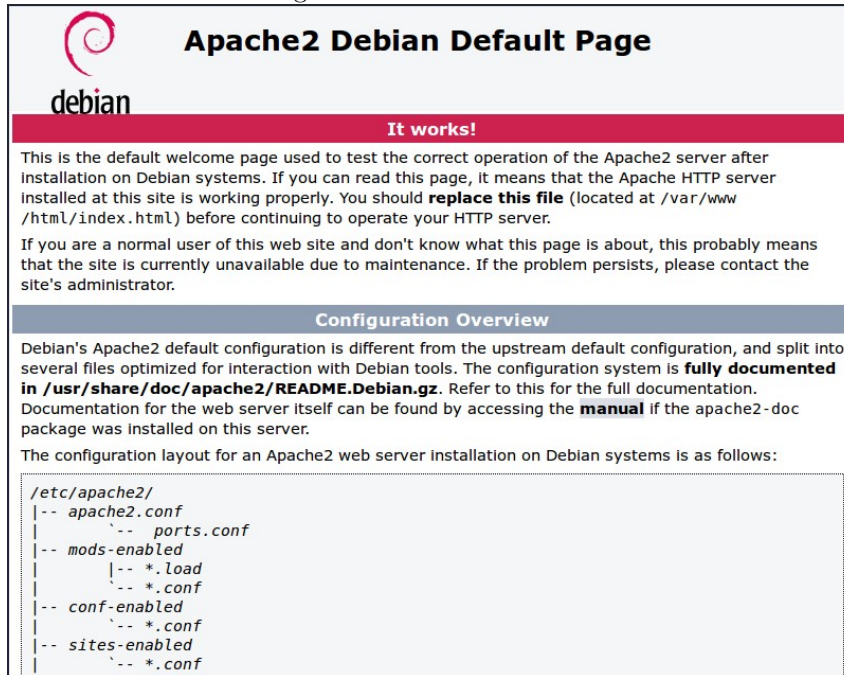 Apache2 Debian Default Page
debian
It works!
This is the default welcome page used to test the correct operation of the Apache2 server after
installation on Debian systems. If you can read this page, it means that the Apache HTTP server
installed at this site is working properly. You should replace this file (located at /var/www
/html/index.html) before continuing to operate your HTTP server.
If you are a normal user of this web site and don't know what this page is about, this probably means
that the site is currently unavailable due to maintenance. If the problem persists, please contact the
site's administrator.
Configuration Overview
Debian's Apache2 default configuration is different from the upstream default configuration, and split into
several files optimized for interaction with Debian tools. The configuration system is fully documented
in /usr/share/doc/apache2/README.Debian.gz. Refer to this for the full documentation.
Documentation for the web server itself can be found by accessing the manual if the apache2-doc
package was installed on this server.
The configuration layout for an Apache2 web server installation on Debian systems is as follows:
/etc/apache2/
|-- apache2.conf
|       `--  ports.conf
|-- mods-enabled
|       |-- *.load
|       `-- *.conf
|-- conf-enabled
|       `-- *.conf
|-- sites-enabled
|       `-- *.conf